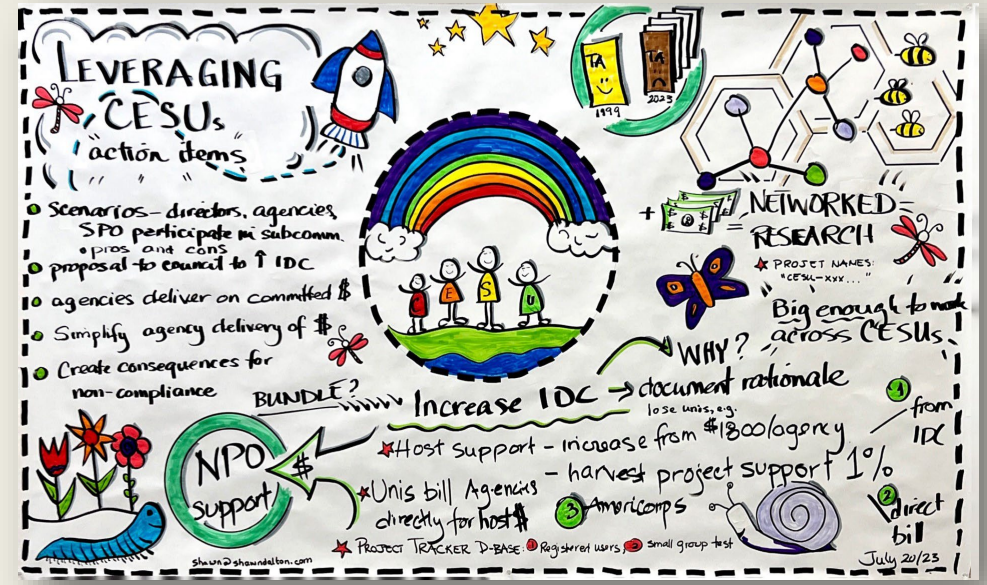 LEVERAGING
CESUs
action items
TA
1999
TA
2023
• Scenarios - directors, agencies,
SPO participate in subcomm.
• pros and cons
• proposal to council to ↑ IDC
• agencies deliver on committed $
• Simplify agency delivery of $
• Create consequences for
non-compliance
C E S U
+ $ = NETWORKED
RESEARCH
★ PROJET NAMES:
"CESU-XXX..."
Big enough to
across CESUs
WHY?
BUNDLE?
Increase IDC → document rationale
lose unis, e.g.
★ Host support - increase from $1800/agency
- harvest project support 1%
1 from
IDC
NPO
support
$
★ Unis bill Agencies
directly for host $
3 Americorps
2 direct
bill
★ PROJECT TRACKER D-BASE: 1 Registered users, 2 small group test
shawn@shawndalton.com
July 20/23